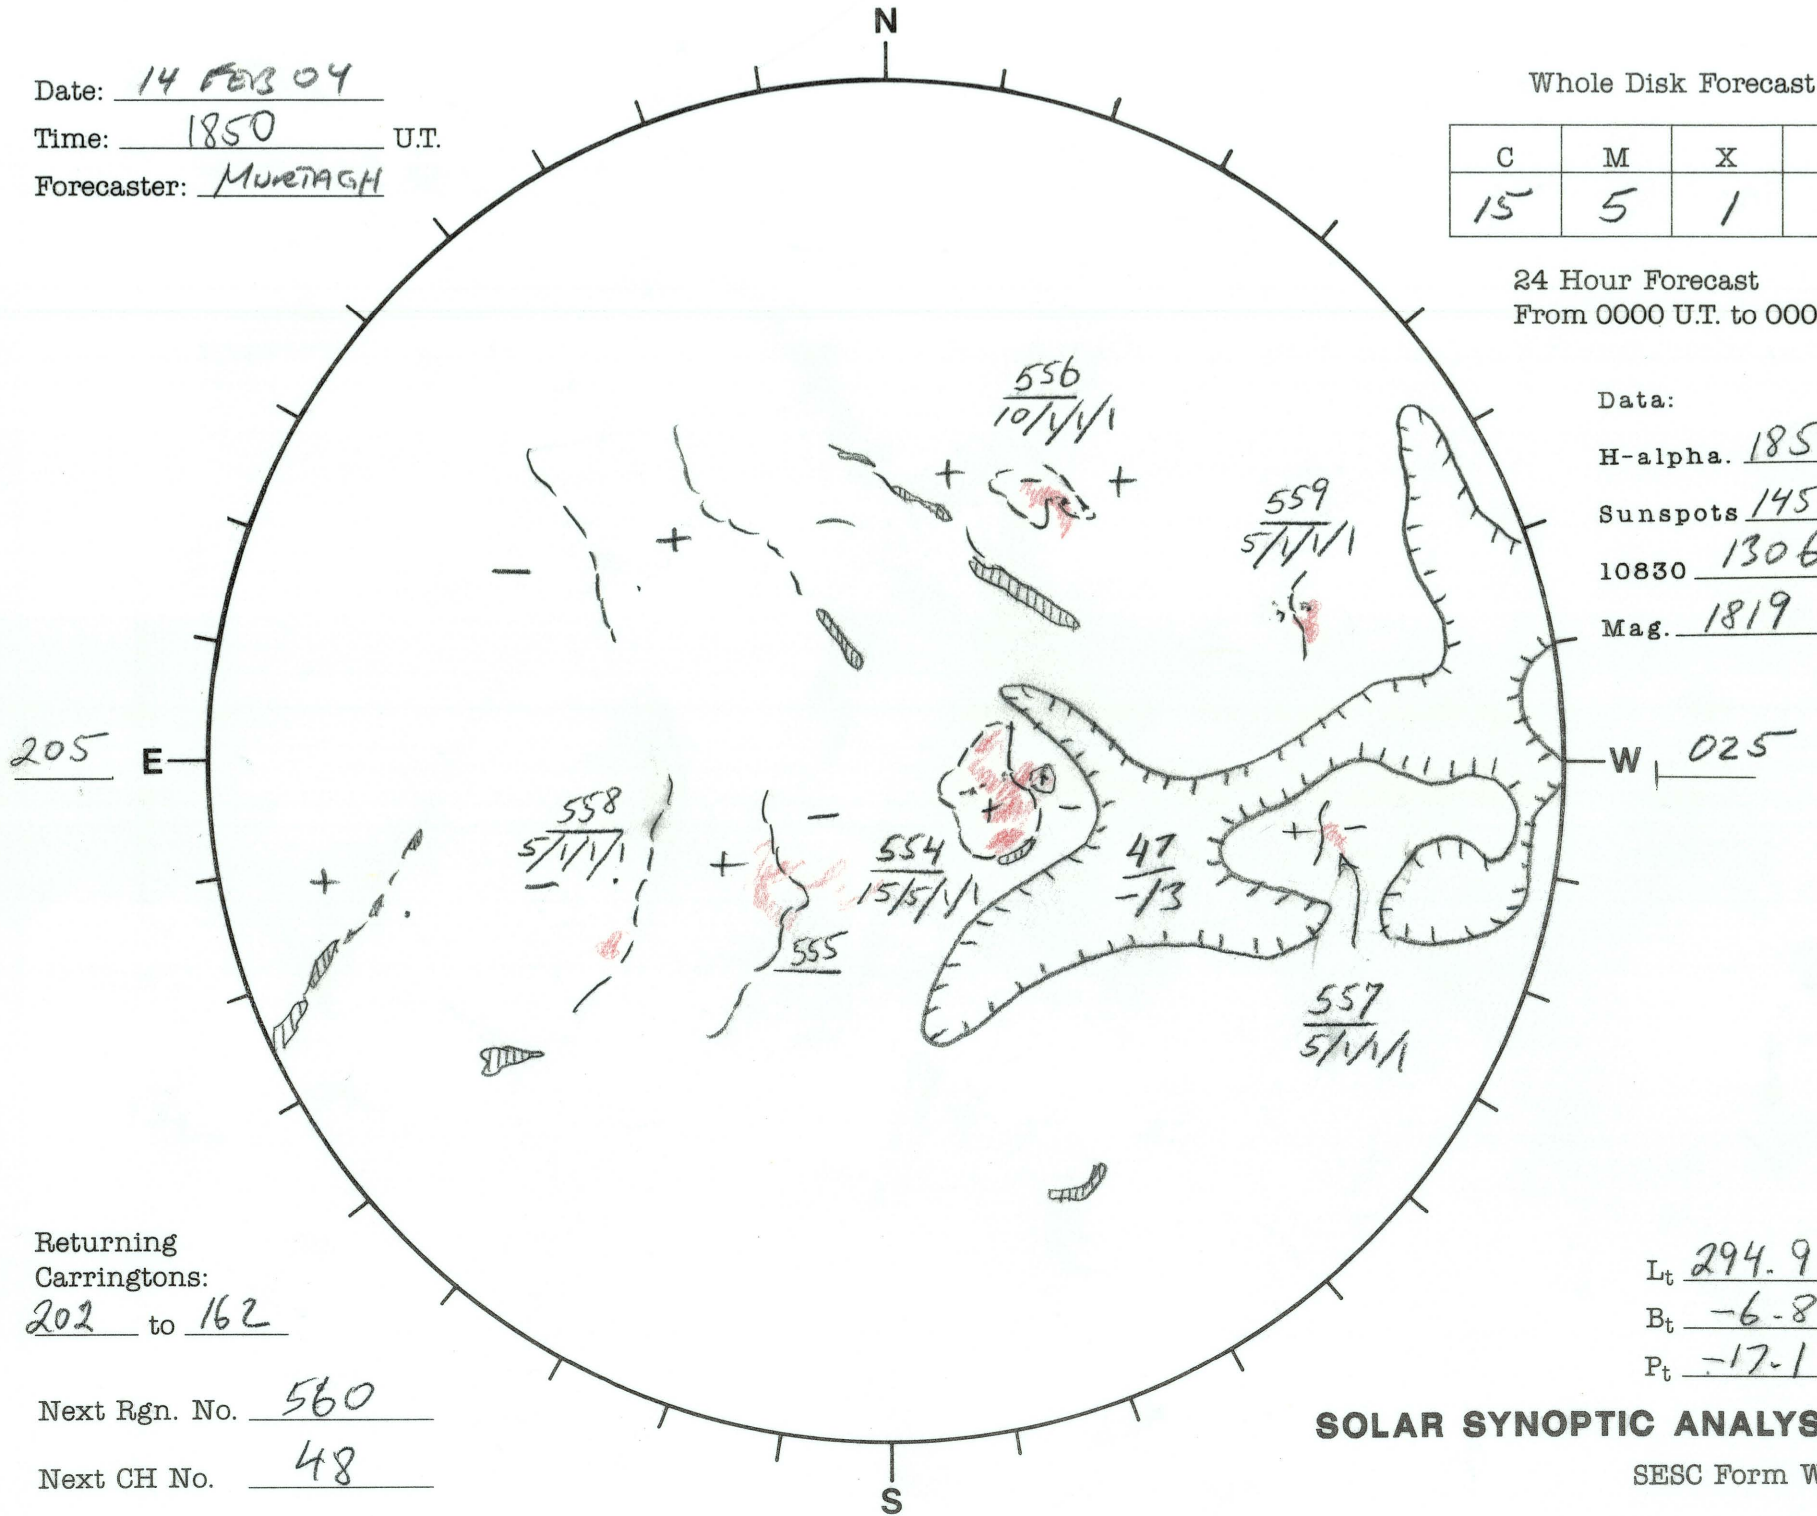 N
Date: 14 FEB 04
Time: 1850 U.T.
Forecaster: MURTAGH
Whole Disk Forecast
C M X
15 5 1
24 Hour Forecast
From 0000 U.T. to 000
Data:
H-alpha. 185
Sunspots 145
10830 1306
Mag. 1819
556
10/1/1/1
+ +
559
5/1/1/1
+ −
−
205 E
W 025
558
5/1/1/1
−
+ −
+
554
15/5/1/1
+ −
47
-/3
+ −
555
557
5/1/1/1
Returning
Carringtons:
202 to 162
Next Rgn. No. 560
Next CH No. 48
Lt 294.9
Bt -6.8
Pt -17.1
SOLAR SYNOPTIC ANALYS
SESC Form W
S